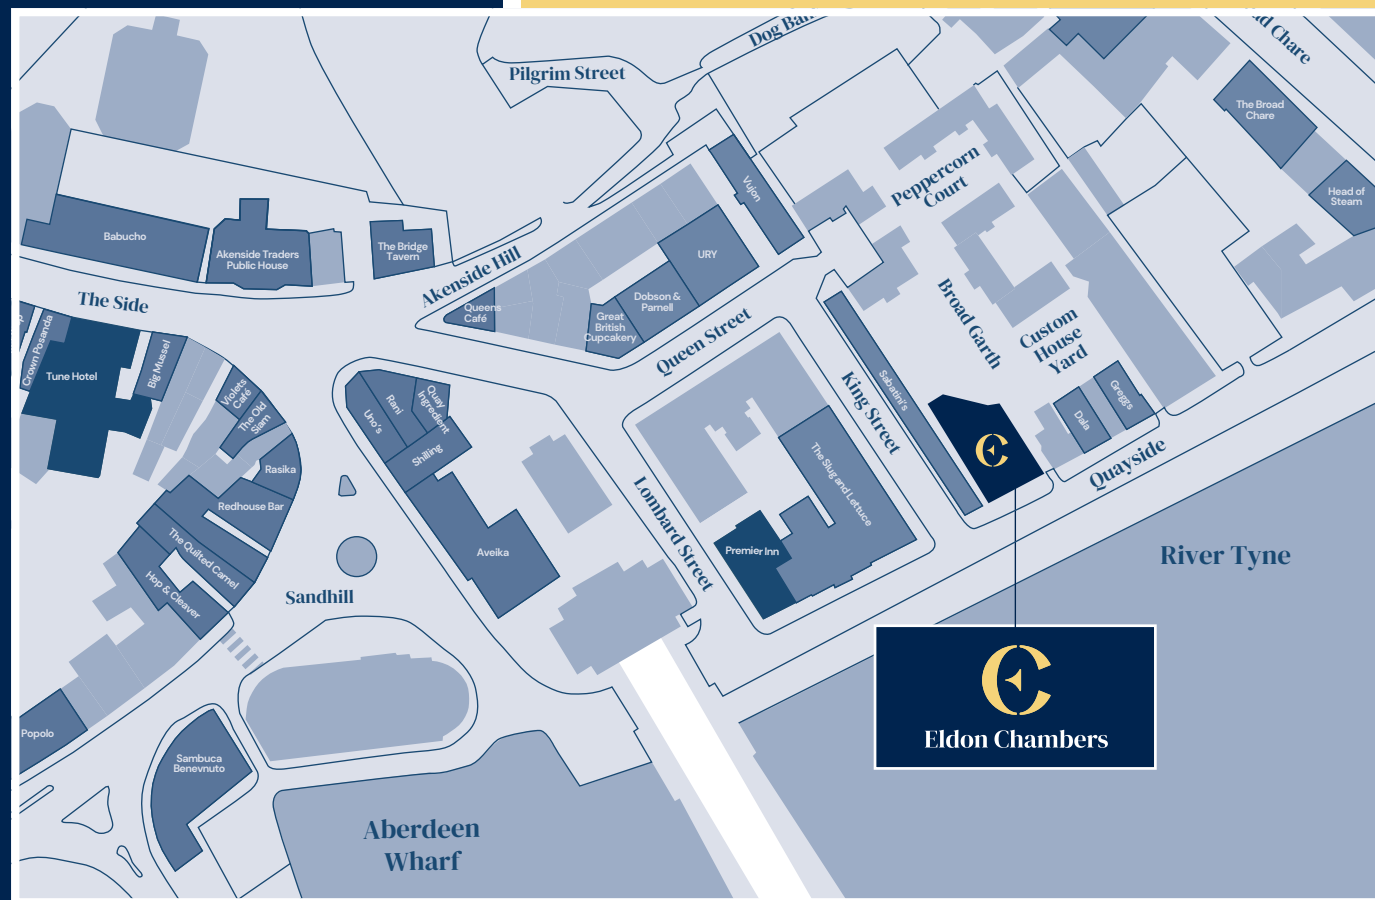 Dog Ban
ad Chare
Pilgrim Street
The Broad
Chare
Vujon
Peppercorn
Court
Head of
Steam
Babucho
Akenside Traders
Public House
The Bridge
Tavern
Akenside Hill
URY
Queens
Café
Dobson &
Parnell
Great
British
Cupcakery
The Side
Queen Street
Broad Garth
Custom
House
Yard
Crown Posanda
Tune Hotel
Big Mussel
Violets
Café
The Old
Siam
Uno's
Rani
Quay
Ingredient
Shilling
King Street
Sabatini's
Dala
Greggs
Rasika
Redhouse Bar
The Quilted Camel
Hop & Cleaver
Aveika
Lombard Street
The Slug and Lettuce
Premier Inn
Quayside
River Tyne
Sandhill
Popolo
Sambuca
Benevnuto
Eldon Chambers
Aberdeen
Wharf